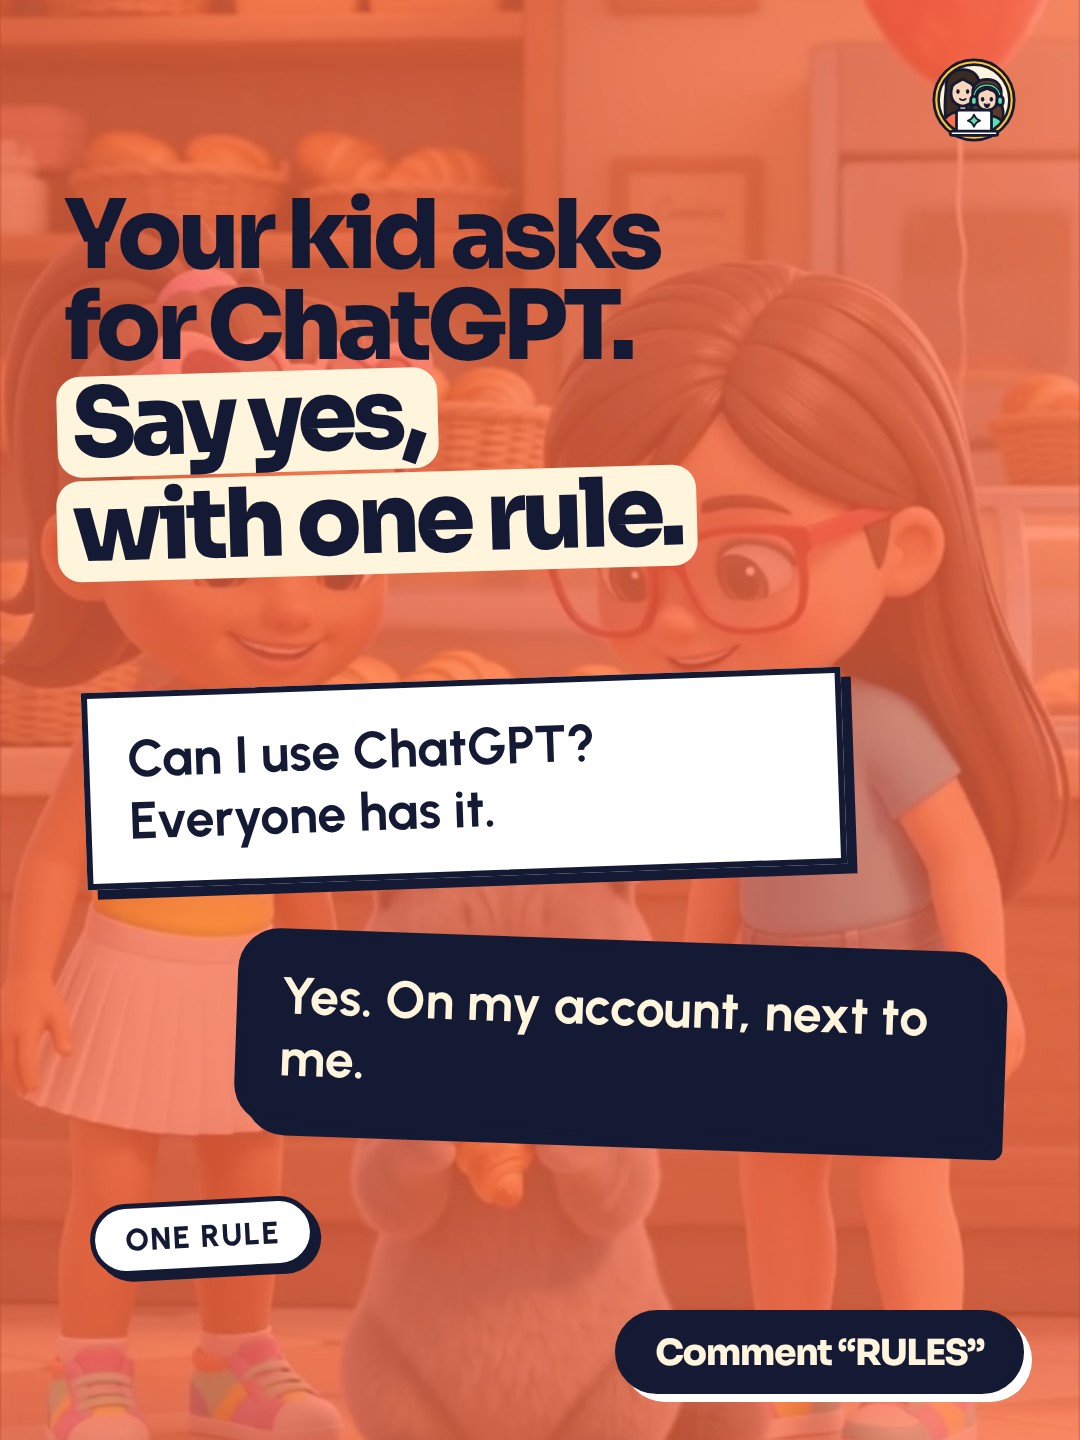 Your kid asks
for ChatGPT.
Say yes,
with one rule.
Can I use ChatGPT?
Everyone has it.
Yes. On my account, next to
me.
ONE RULE
Comment “RULES”